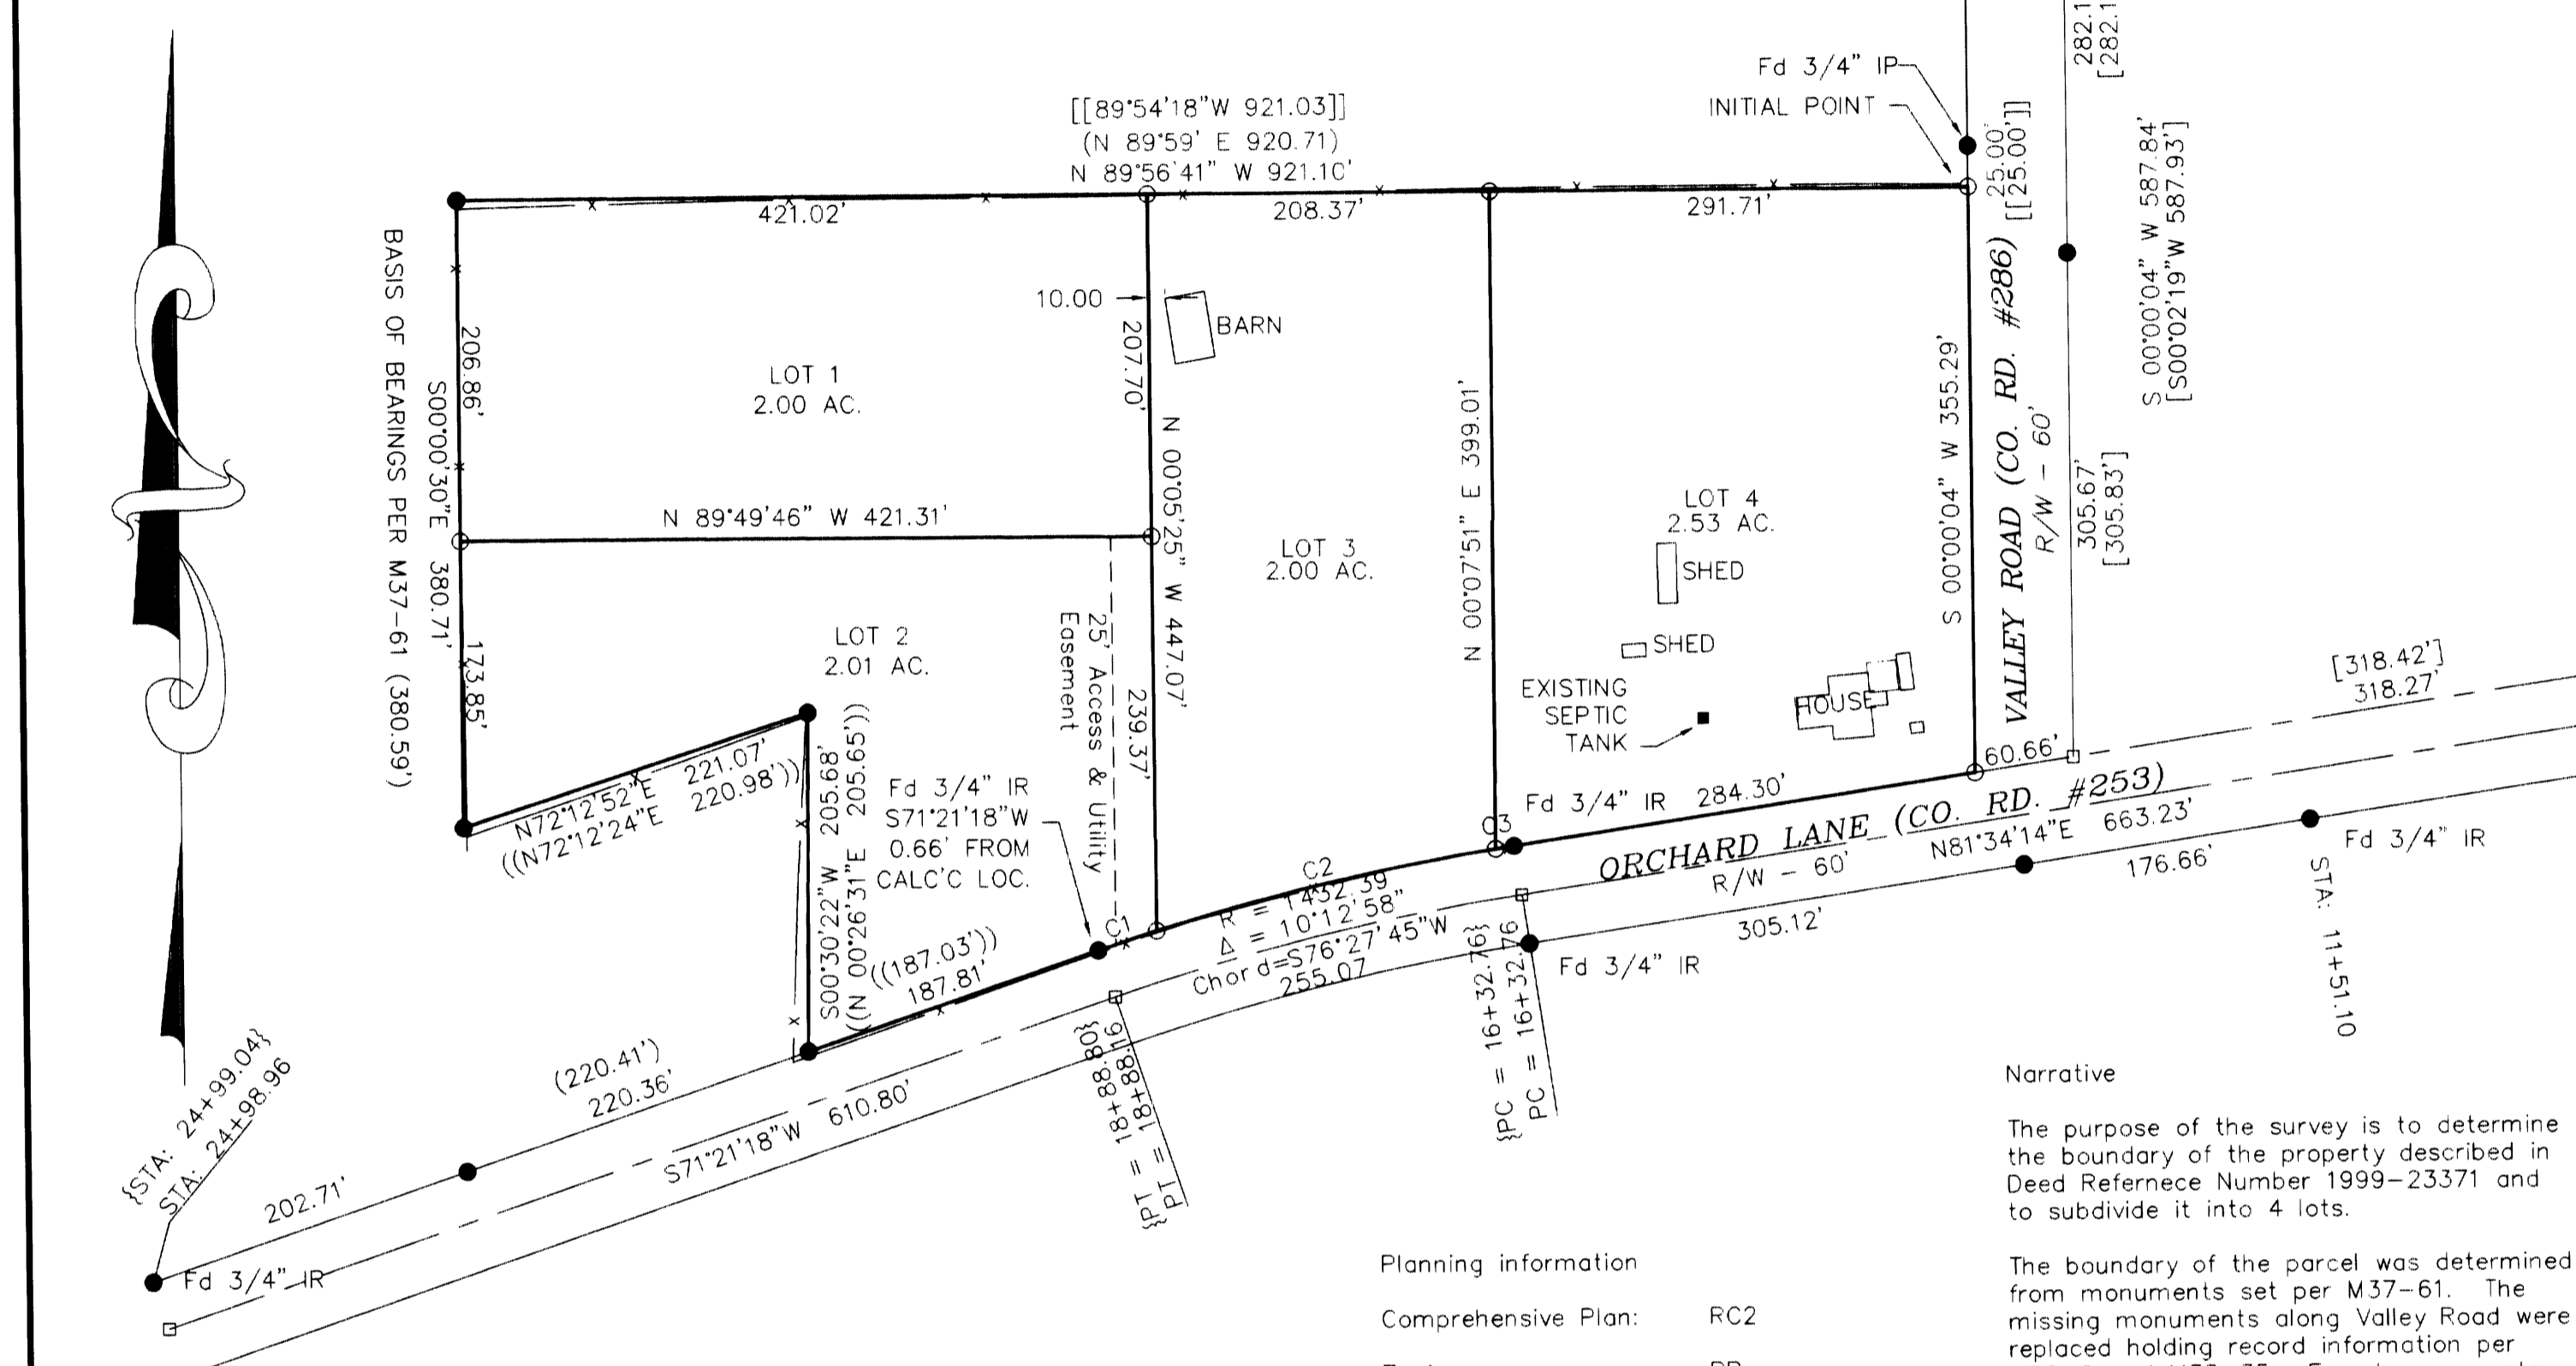 Fd 3/4" IP
INITIAL POINT
[[89°54'18"W 921.03]]
(N 89°59' E 920.71)
N 89°56'41" W 921.10'
421.02'
208.37'
291.71'
25.00'
[[25.00']]
282.1
[282.1
S 00°00'04" W 587.84'
[S00°02'19"W 587.93']
BASIS OF BEARINGS PER M37-61 (380.59')
S00°00'30"E 380.71'
206.86'
173.85'
LOT 1
2.00 AC.
10.00
BARN
207.70'
N 00°05'25" W 447.07'
239.37'
N 89°49'46" W 421.31'
LOT 2
2.01 AC.
25' Access & Utility
Easement
LOT 3
2.00 AC.
N 00°07'51" E 399.01'
LOT 4
2.53 AC.
SHED
SHED
EXISTING
SEPTIC
TANK
HOUSE
S 00°00'04" W 355.29'
VALLEY ROAD (CO. RD. #286)
R/W - 60'
305.67'
[305.83']
[318.42']
318.27'
60.66'
221.07'
N72°12'52"E
((N72°12'24"E 220.98'))
S00°30'22"W 205.68'
((N 00°26'31"E 205.65'))
Fd 3/4" IR
S71°21'18"W
0.66' FROM
CALC'C LOC.
((187.03'))
187.81'
C1
C2
C3
Fd 3/4" IR 284.30'
R = 1432.39
Δ = 10°12'58"
Chord=S76°27'45"W
255.07
ORCHARD LANE (CO. RD. #253)
R/W - 60'
N81°34'14"E 663.23'
305.12'
176.66'
Fd 3/4" IR
Fd 3/4" IR
STA: 11+51.10
{PC = 16+32.76}
PC = 16+32.76
{PT = 18+88.80}
PT = 18+88.16
(220.41')
220.36'
S71°21'18"W 610.80'
{STA: 24+99.04}
STA: 24+98.96
202.71'
Fd 3/4" IR
Narrative
The purpose of the survey is to determine
the boundary of the property described in
Deed Refernece Number 1999-23371 and
to subdivide it into 4 lots.
The boundary of the parcel was determined
from monuments set per M37-61. The
missing monuments along Valley Road were
replaced holding record information per
Planning information
Comprehensive Plan: RC2